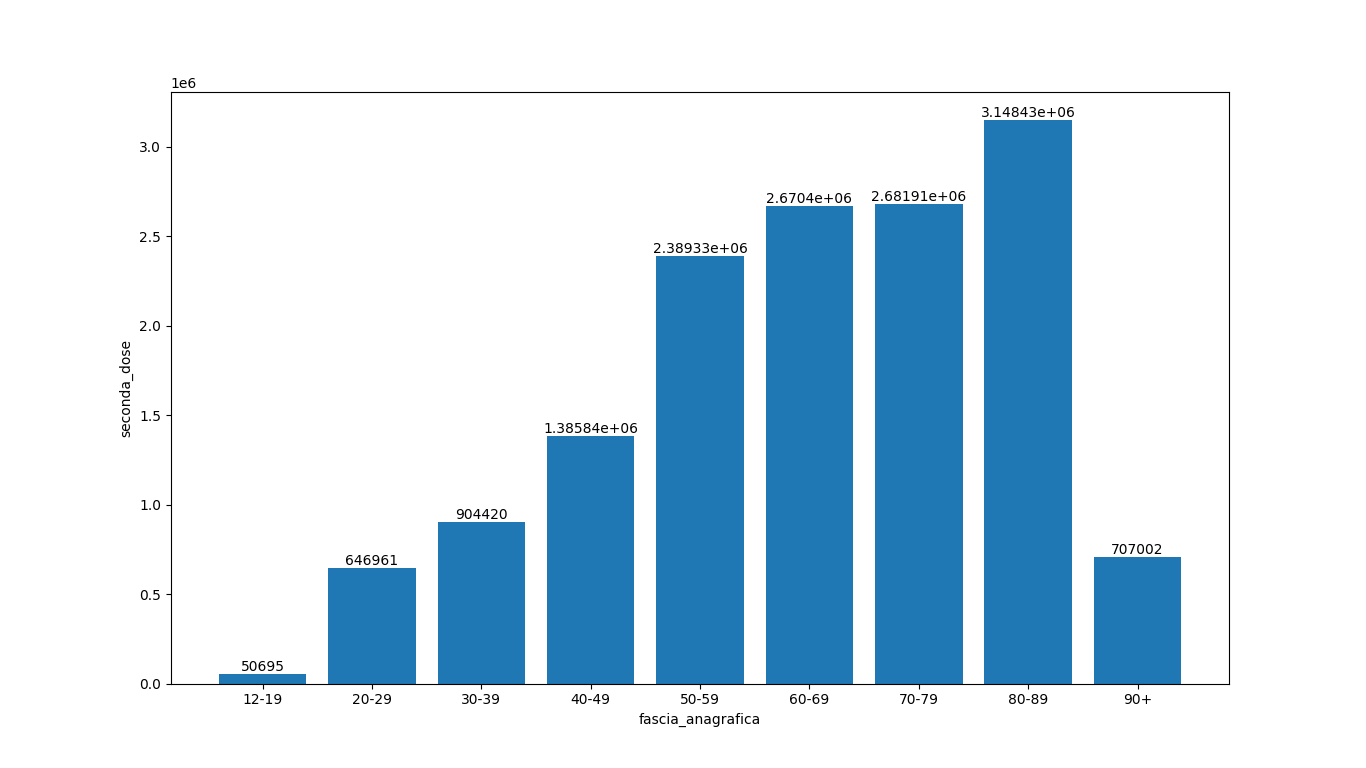 1e6
3.14843e+06
3.0
2.6704e+06
2.68191e+06
2.5
2.38933e+06
2.0
seconda_dose
1.5
1.38584e+06
1.0
904420
707002
646961
0.5
50695
0.0
12-19 20-29 30-39 40-49 50-59 60-69 70-79 80-89 90+
fascia_anagrafica